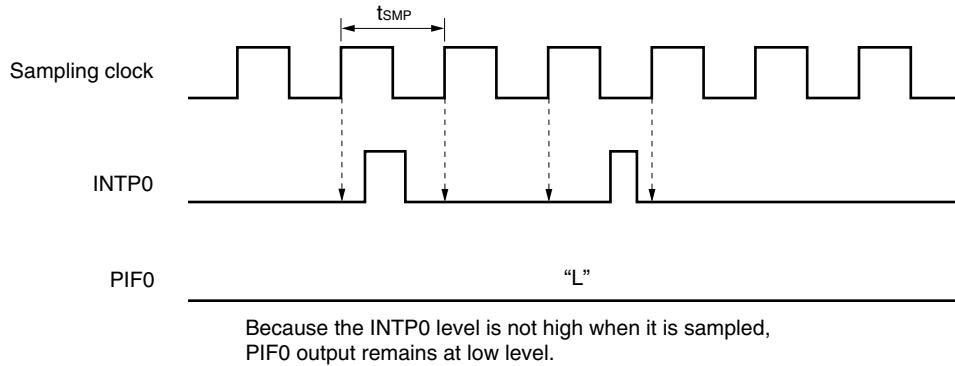 tSMP
Sampling clock
INTP0
PIF0
“L”
Because the INTP0 level is not high when it is sampled,
PIF0 output remains at low level.